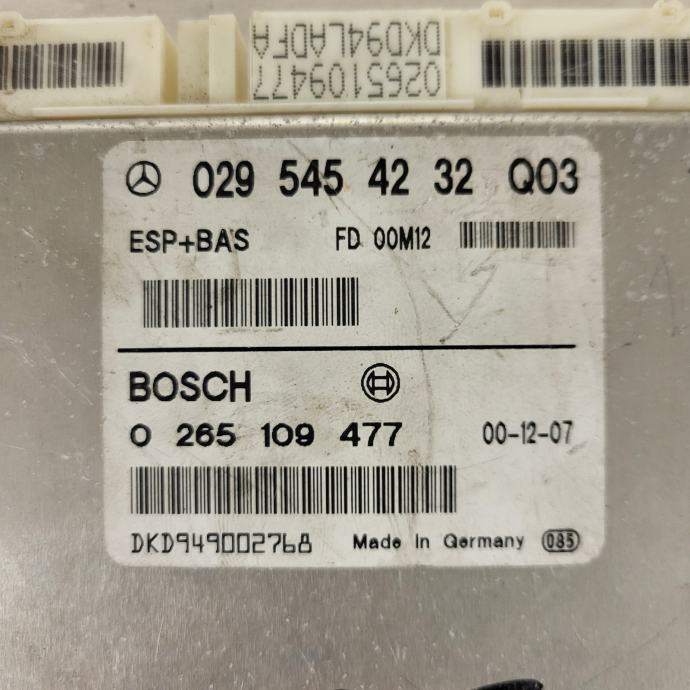 0265109477
DKD94LADFA
029 545 42 32 Q03
ESP+BAS FD 00M12
BOSCH
0 265 109 477 00-12-07
DKD949002768 Made In Germany 085